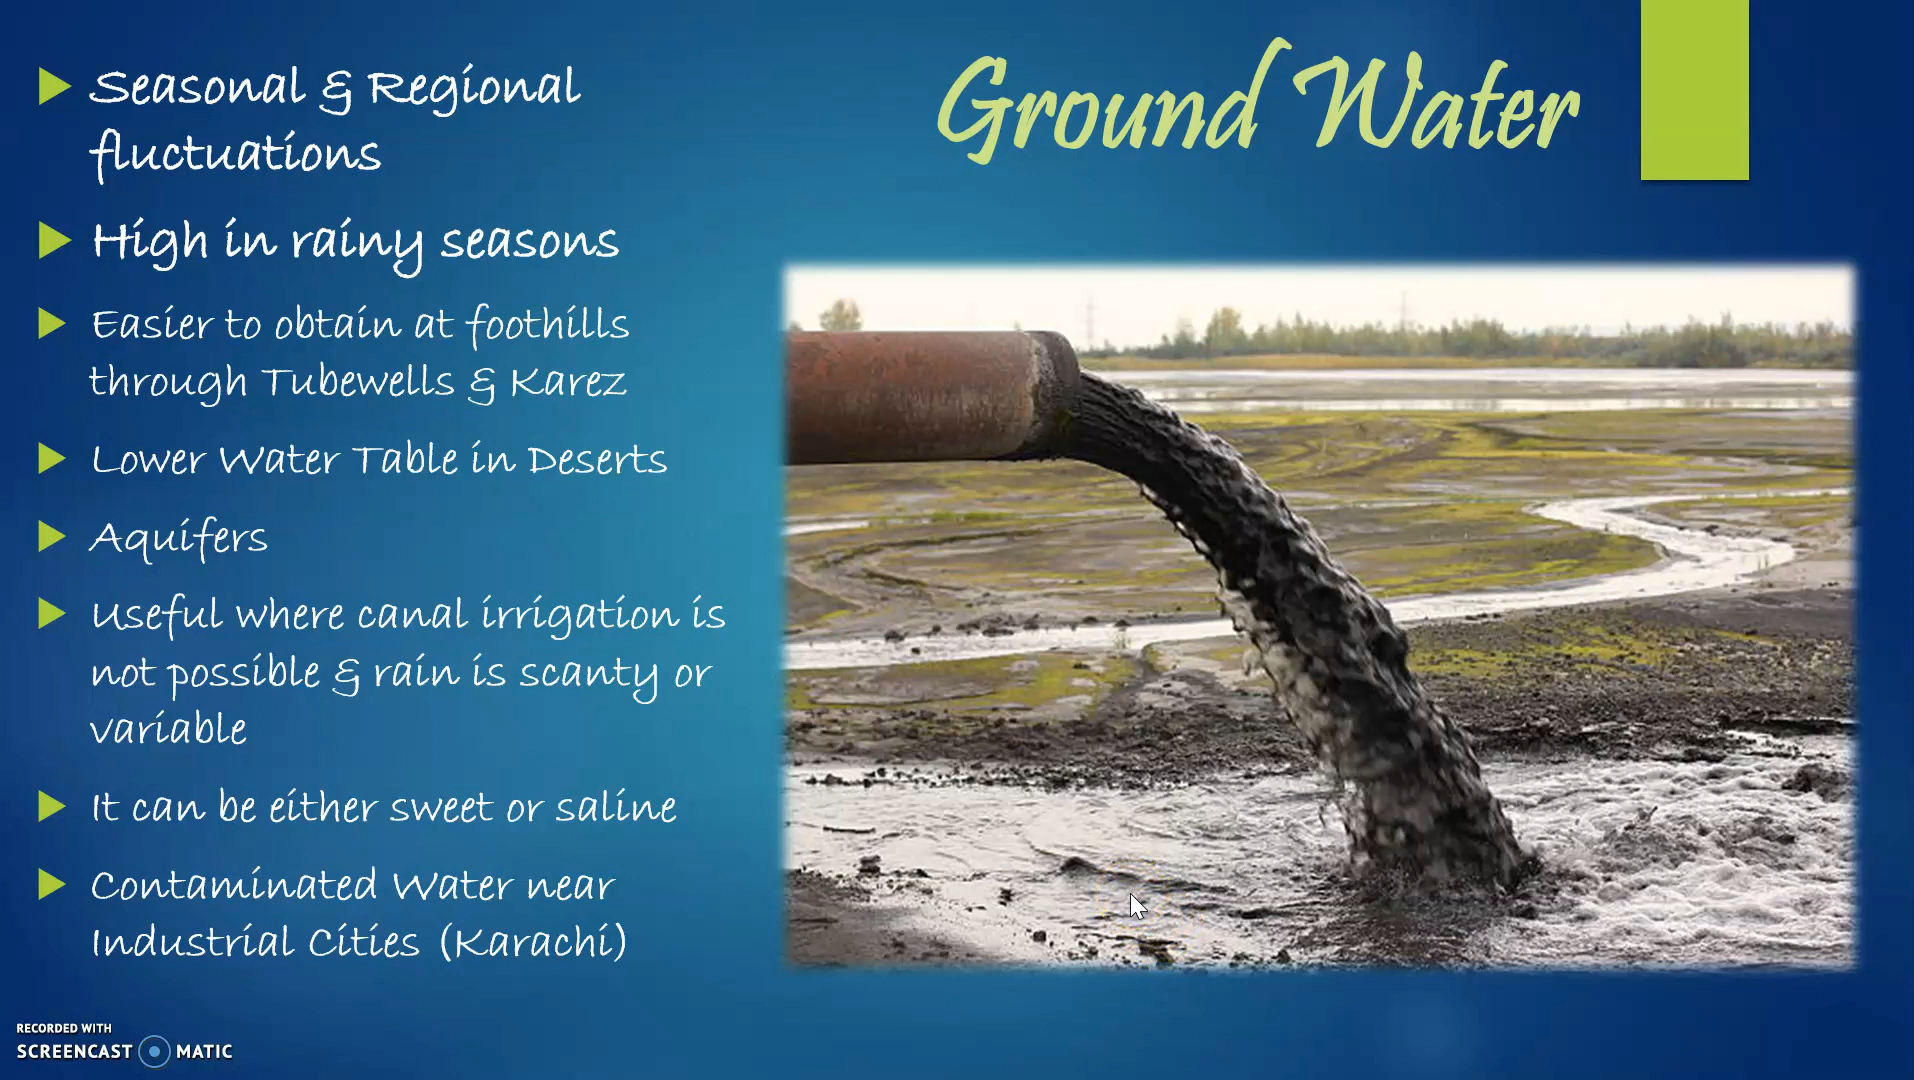 Ground Water
Seasonal & Regional
fluctuations
High in rainy seasons
Easier to obtain at foothills
through Tubewells & Karez
Lower Water Table in Deserts
Aquifers
Useful where canal irrigation is
not possible & rain is scanty or
variable
It can be either sweet or saline
Contaminated Water near
Industrial Cities (Karachi)
RECORDED WITH
SCREENCAST MATIC